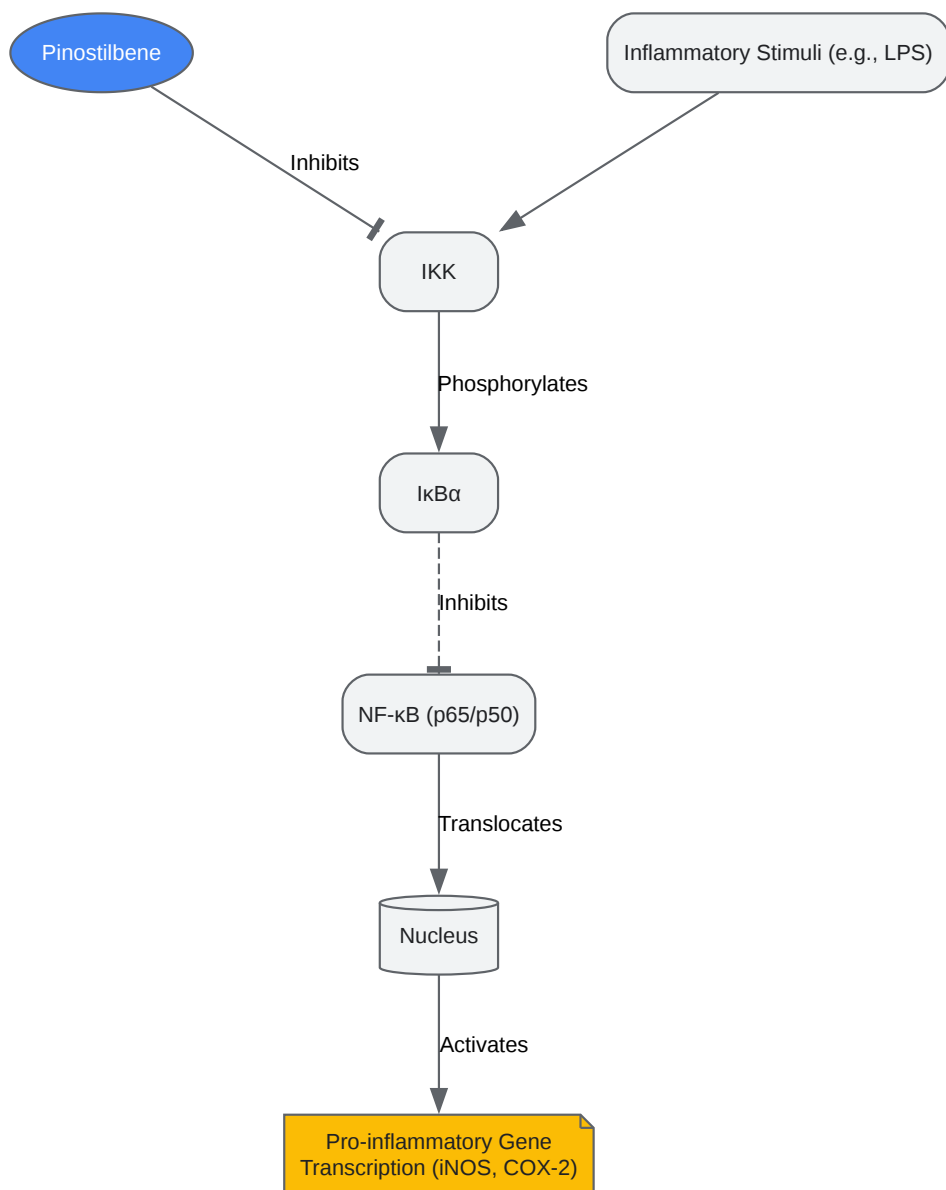 Pinostilbene
Inflammatory Stimuli (e.g., LPS)
Inhibits
IKK
Phosphorylates
IκBα
Inhibits
NF-κB (p65/p50)
Translocates
Nucleus
Activates
Pro-inflammatory Gene
Transcription (iNOS, COX-2)